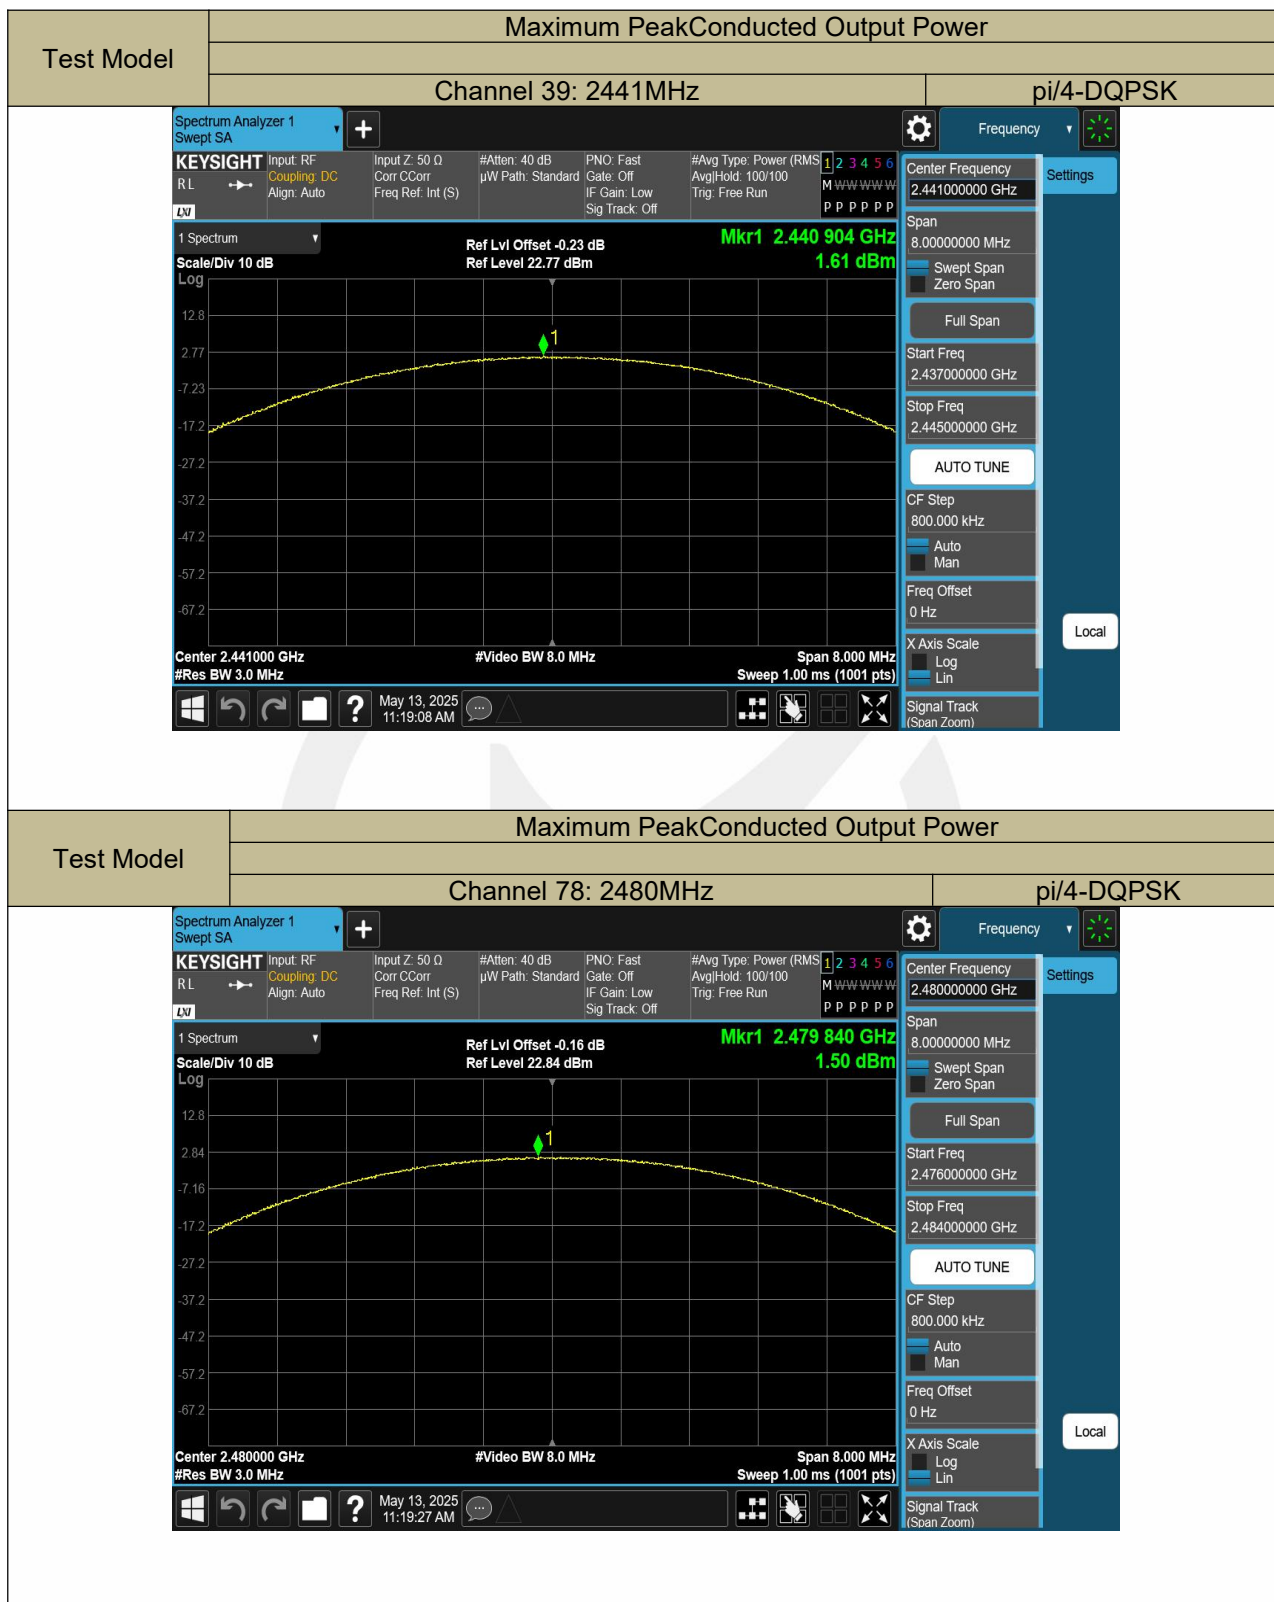 Test Model
Maximum PeakConducted Output Power
Channel 39: 2441MHz
pi/4-DQPSK
Spectrum Analyzer 1
Swept SA
Frequency
KEYSIGHT
RL
LXI
Input: RF
Coupling: DC
Align: Auto
Input Z: 50 Ω
Corr CCorr
Freq Ref: Int (S)
#Atten: 40 dB
µW Path: Standard
PNO: Fast
Gate: Off
IF Gain: Low
Sig Track: Off
#Avg Type: Power (RMS
Avg|Hold: 100/100
Trig: Free Run
1 2 3 4 5 6
M W W W W W
P P P P P P
Center Frequency
2.441000000 GHz
Settings
1 Spectrum
Scale/Div 10 dB
Ref Lvl Offset -0.23 dB
Ref Level 22.77 dBm
Mkr1 2.440 904 GHz
1.61 dBm
Span
8.00000000 MHz
Swept Span
Zero Span
Full Span
Start Freq
2.437000000 GHz
Stop Freq
2.445000000 GHz
AUTO TUNE
CF Step
800.000 kHz
Auto
Man
Freq Offset
0 Hz
X Axis Scale
Log
Lin
Signal Track
(Span Zoom)
Local
Log
12.8
2.77
-7.23
-17.2
-27.2
-37.2
-47.2
-57.2
-67.2
1
Center 2.441000 GHz
#Res BW 3.0 MHz
#Video BW 8.0 MHz
Span 8.000 MHz
Sweep 1.00 ms (1001 pts)
?
May 13, 2025
11:19:08 AM
Test Model
Maximum PeakConducted Output Power
Channel 78: 2480MHz
pi/4-DQPSK
Spectrum Analyzer 1
Swept SA
Frequency
KEYSIGHT
RL
LXI
Input: RF
Coupling: DC
Align: Auto
Input Z: 50 Ω
Corr CCorr
Freq Ref: Int (S)
#Atten: 40 dB
µW Path: Standard
PNO: Fast
Gate: Off
IF Gain: Low
Sig Track: Off
#Avg Type: Power (RMS
Avg|Hold: 100/100
Trig: Free Run
1 2 3 4 5 6
M W W W W W
P P P P P P
Center Frequency
2.480000000 GHz
Settings
1 Spectrum
Scale/Div 10 dB
Ref Lvl Offset -0.16 dB
Ref Level 22.84 dBm
Mkr1 2.479 840 GHz
1.50 dBm
Span
8.00000000 MHz
Swept Span
Zero Span
Full Span
Start Freq
2.476000000 GHz
Stop Freq
2.484000000 GHz
AUTO TUNE
CF Step
800.000 kHz
Auto
Man
Freq Offset
0 Hz
X Axis Scale
Log
Lin
Signal Track
(Span Zoom)
Local
Log
12.8
2.84
-7.16
-17.2
-27.2
-37.2
-47.2
-57.2
-67.2
1
Center 2.480000 GHz
#Res BW 3.0 MHz
#Video BW 8.0 MHz
Span 8.000 MHz
Sweep 1.00 ms (1001 pts)
?
May 13, 2025
11:19:27 AM